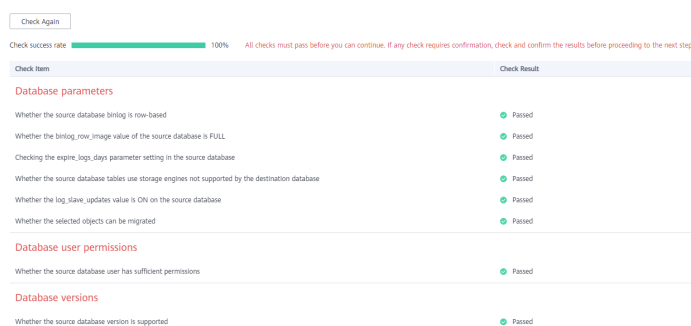 Check Again
Check success rate 100% All checks must pass before you can continue. If any check requires confirmation, check and confirm the results before proceeding to the next step
Check Item Check Result
Database parameters
Whether the source database binlog is row-based Passed
Whether the binlog_row_image value of the source database is FULL Passed
Checking the expire_logs_days parameter setting in the source database Passed
Whether the source database tables use storage engines not supported by the destination database Passed
Whether the log_slave_updates value is ON on the source database Passed
Whether the selected objects can be migrated Passed
Database user permissions
Whether the source database user has sufficient permissions Passed
Database versions
Whether the source database version is supported Passed